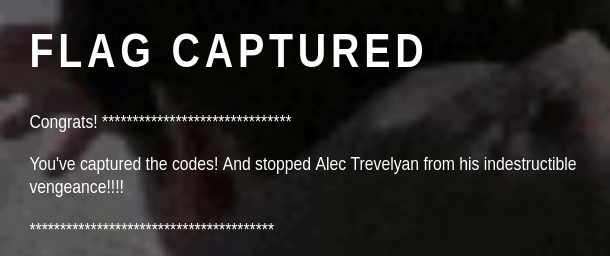 FLAG CAPTURED
Congrats! *******************************
You've captured the codes! And stopped Alec Trevelyan from his indestructible
vengeance!!!!
****************************************